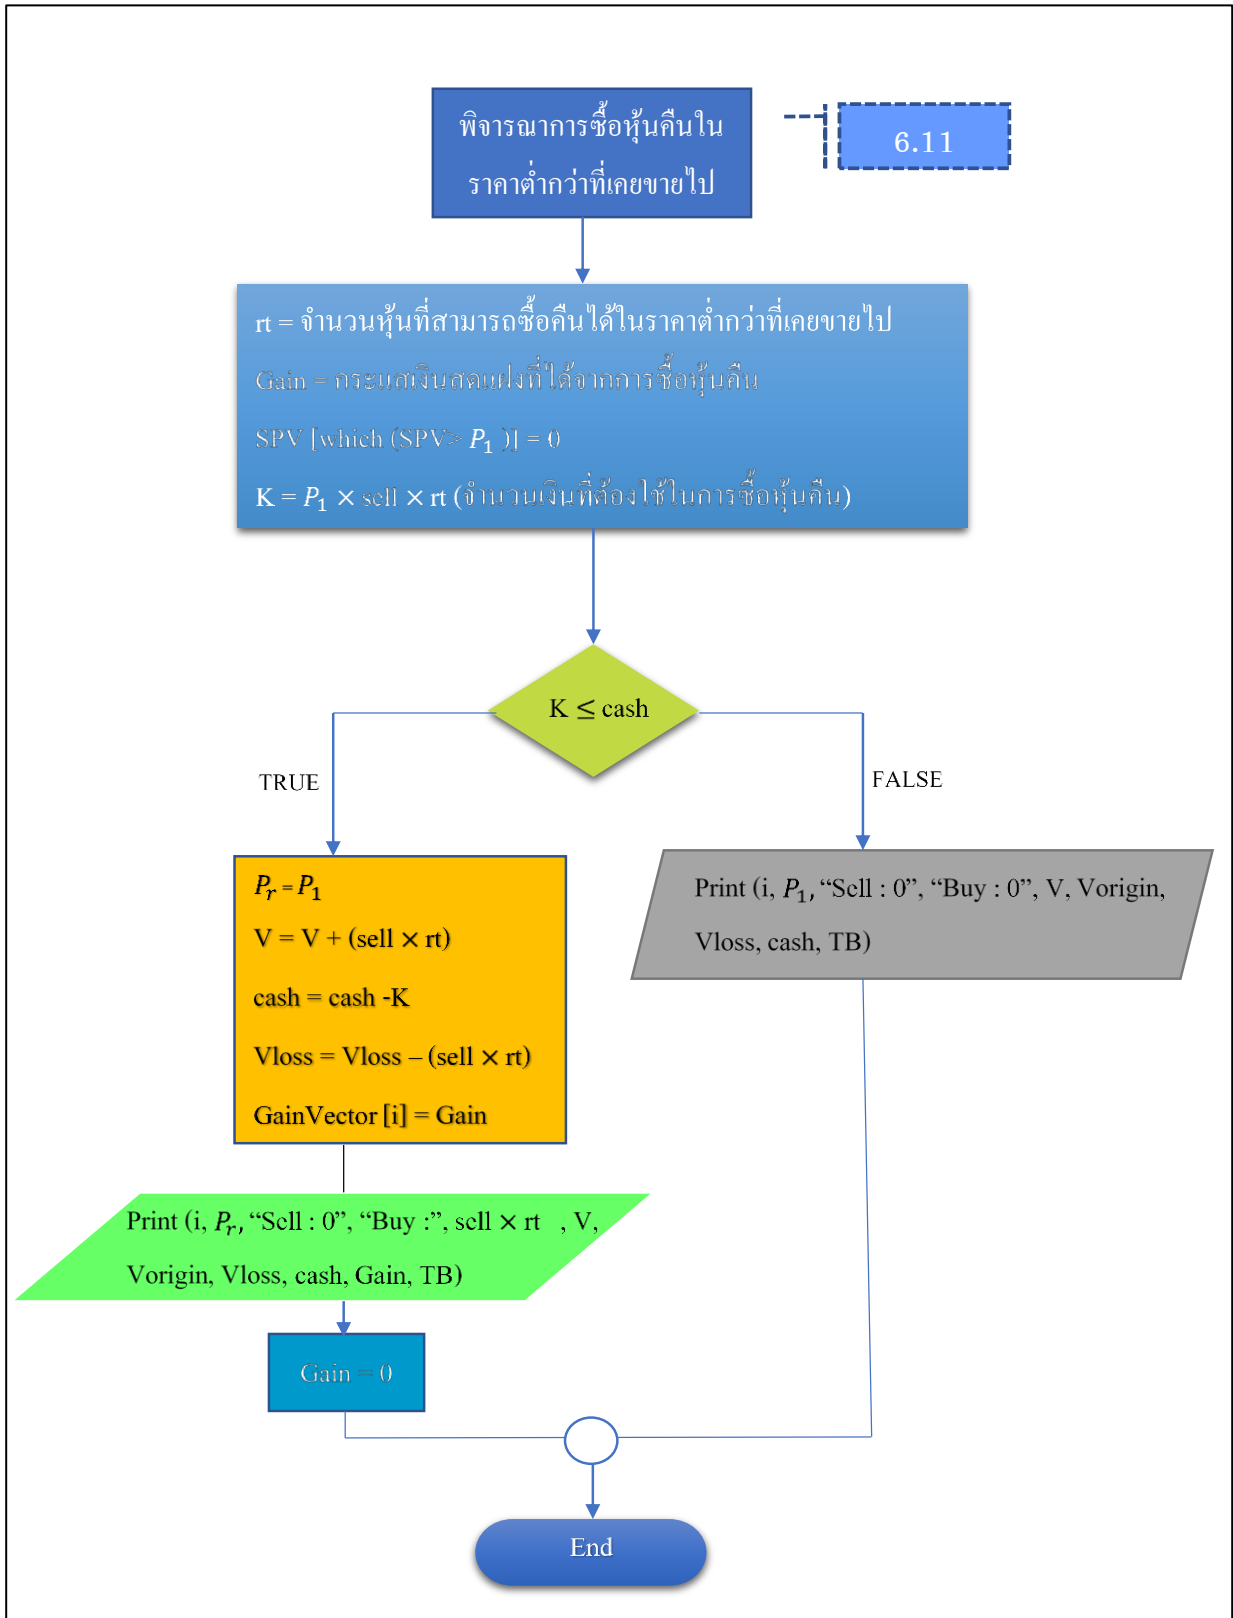 พิจารณาการซื้อหุ้นคืนใน
ราคาต่ำกว่าที่เคยขายไป
6.11
rt = จำนวนหุ้นที่สามารถซื้อคืนได้ในราคาต่ำกว่าที่เคยขายไป
Gain = กระแสเงินสดแฝงที่ได้จากการซื้อหุ้นคืน
SPV [which (SPV> P₁ )] = 0
K = P₁ × sell × rt (จำนวนเงินที่ต้องใช้ในการซื้อหุ้นคืน)
K ≤ cash
TRUE
FALSE
Pᵣ = P₁
V = V + (sell × rt)
cash = cash -K
Vloss = Vloss – (sell × rt)
GainVector [i] = Gain
Print (i, P₁, “Sell : 0”, “Buy : 0”, V, Vorigin,
Vloss, cash, TB)
Print (i, Pᵣ, “Sell : 0”, “Buy :”, sell × rt , V,
Vorigin, Vloss, cash, Gain, TB)
Gain = 0
End